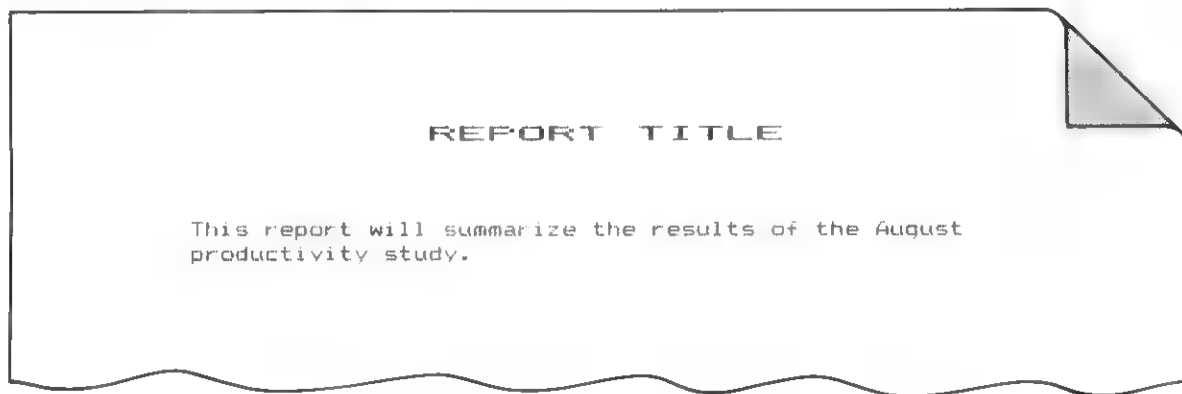 REPORT TITLE
This report will summarize the results of the August
productivity study.